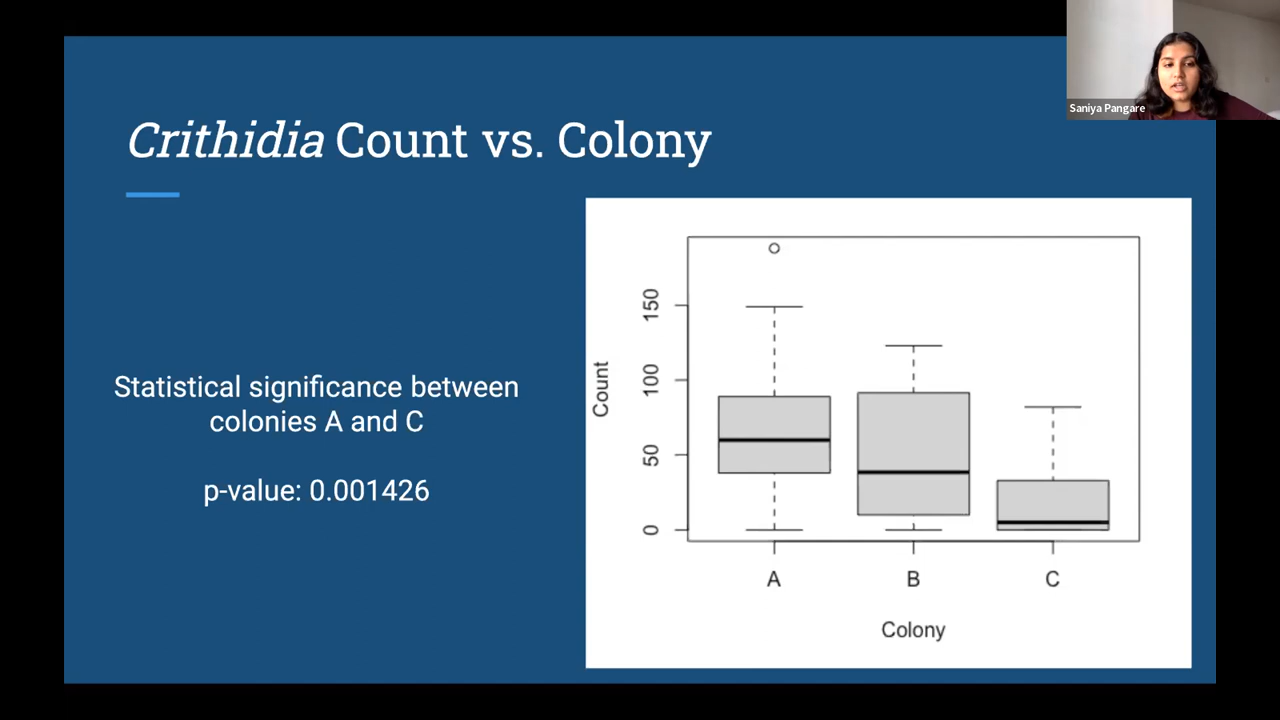 Saniya Pangare
Crithidia Count vs. Colony
Statistical significance between
colonies A and C
p-value: 0.001426
Count
150
100
50
0
A
B
C
Colony